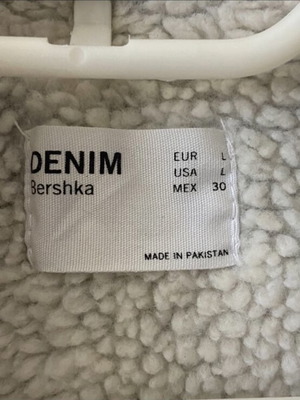 DENIM
Bershka
EUR L
USA L
MEX 30
MADE IN PAKISTAN